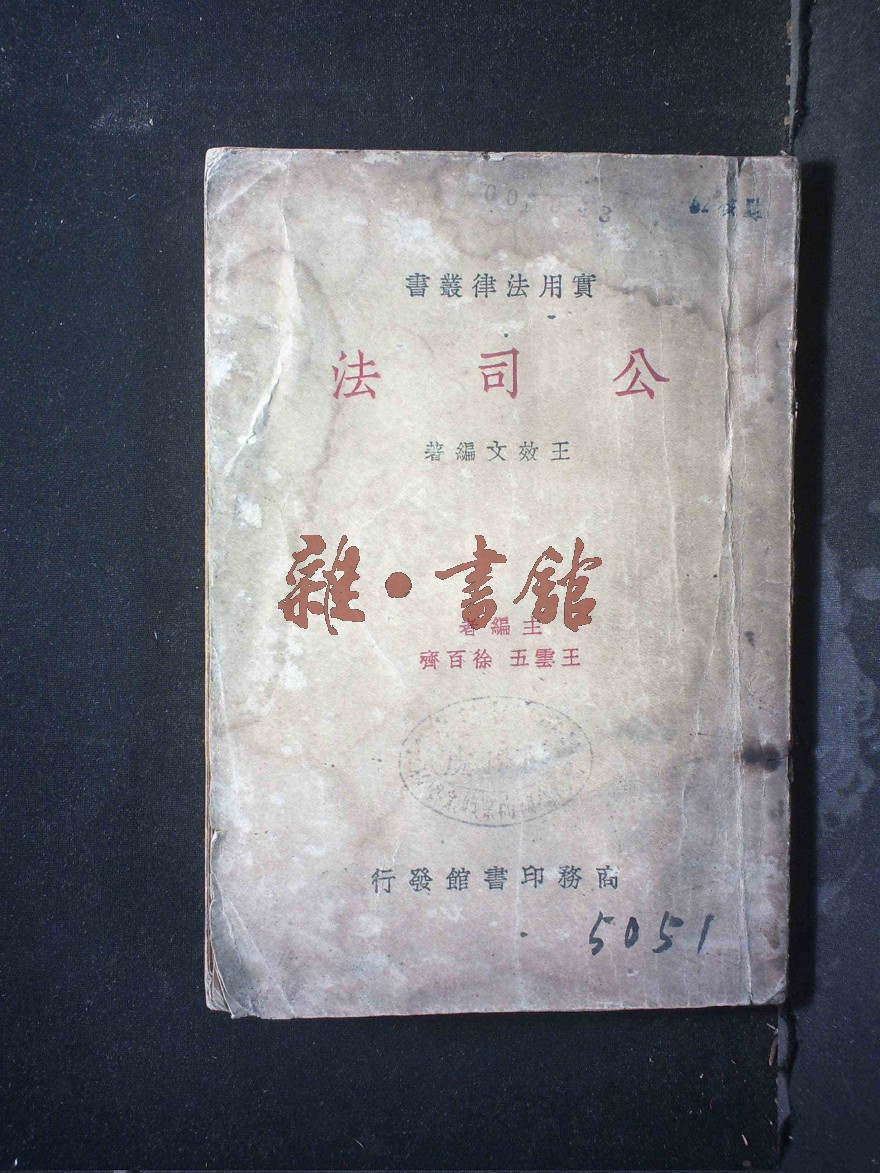 實用法律叢書
公司法
王效文編著
雜·書館
主編著
王雲五 徐百齊
商務印書館發行
5051